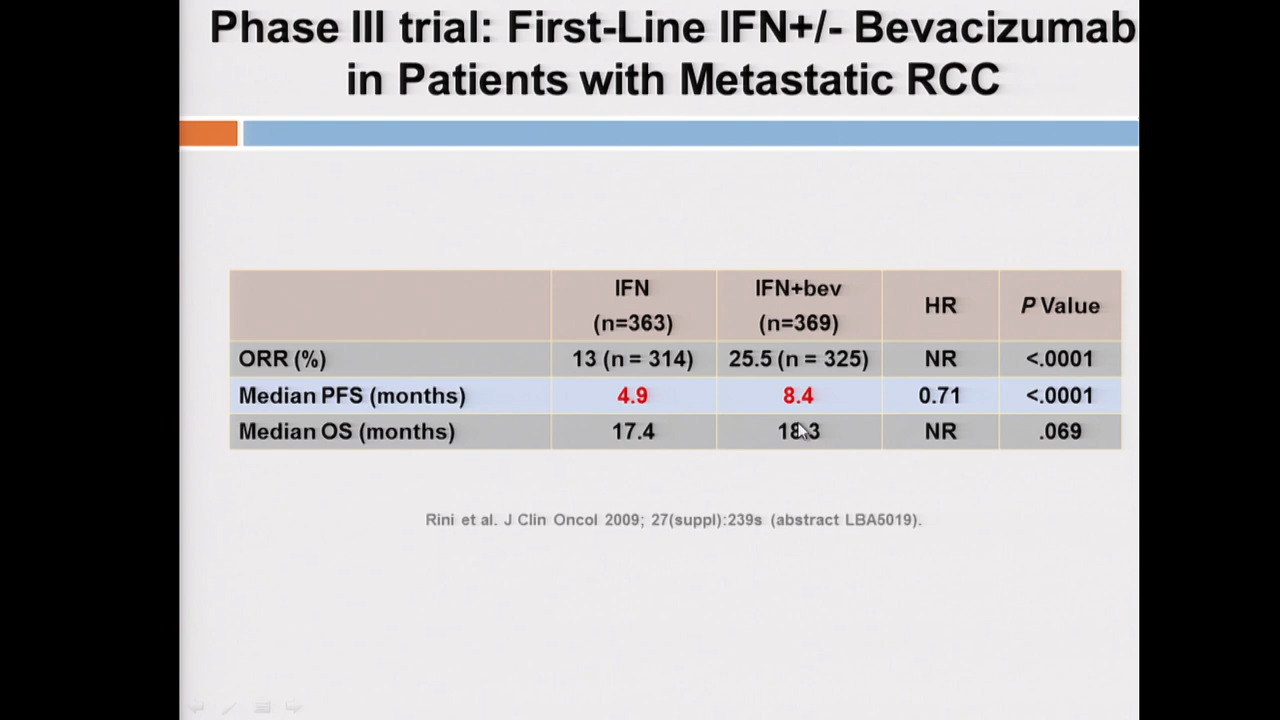 Phase III trial: First-Line IFN+/- Bevacizumab
in Patients with Metastatic RCC
IFN (n=363) IFN+bev (n=369) HR P Value
ORR (%) 13 (n = 314) 25.5 (n = 325) NR <.0001
Median PFS (months) 4.9 8.4 0.71 <.0001
Median OS (months) 17.4 18.3 NR .069
Rini et al. J Clin Oncol 2009; 27(suppl):239s (abstract LBA5019).